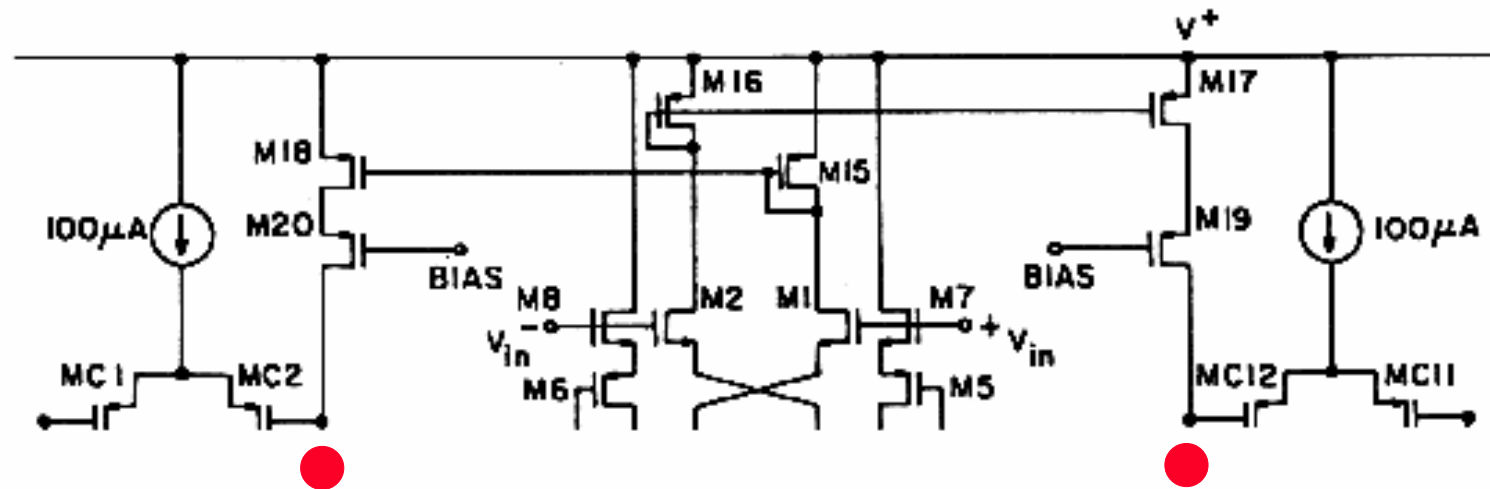 V+
M16
M17
M18
M15
100µA
M20
M19
100µA
BIAS
BIAS
M8
M2
M1
M7
− Vin
+ Vin
MC1
MC2
M6
M5
MC12
MC11